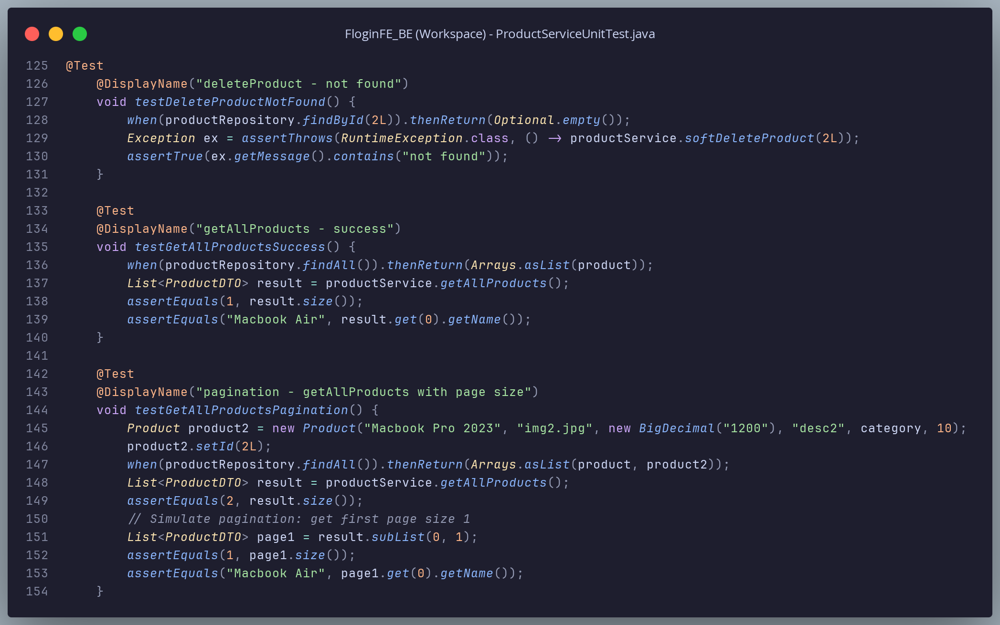 FloginFE_BE (Workspace) - ProductServiceUnitTest.java
125 @Test
126     @DisplayName("deleteProduct - not found")
127     void testDeleteProductNotFound() {
128         when(productRepository.findById(2L)).thenReturn(Optional.empty());
129         Exception ex = assertThrows(RuntimeException.class, () -> productService.softDeleteProduct(2L));
130         assertTrue(ex.getMessage().contains("not found"));
131     }
132
133     @Test
134     @DisplayName("getAllProducts - success")
135     void testGetAllProductsSuccess() {
136         when(productRepository.findAll()).thenReturn(Arrays.asList(product));
137         List<ProductDTO> result = productService.getAllProducts();
138         assertEquals(1, result.size());
139         assertEquals("Macbook Air", result.get(0).getName());
140     }
141
142     @Test
143     @DisplayName("pagination - getAllProducts with page size")
144     void testGetAllProductsPagination() {
145         Product product2 = new Product("Macbook Pro 2023", "img2.jpg", new BigDecimal("1200"), "desc2", category, 10);
146         product2.setId(2L);
147         when(productRepository.findAll()).thenReturn(Arrays.asList(product, product2));
148         List<ProductDTO> result = productService.getAllProducts();
149         assertEquals(2, result.size());
150         // Simulate pagination: get first page size 1
151         List<ProductDTO> page1 = result.subList(0, 1);
152         assertEquals(1, page1.size());
153         assertEquals("Macbook Air", page1.get(0).getName());
154     }